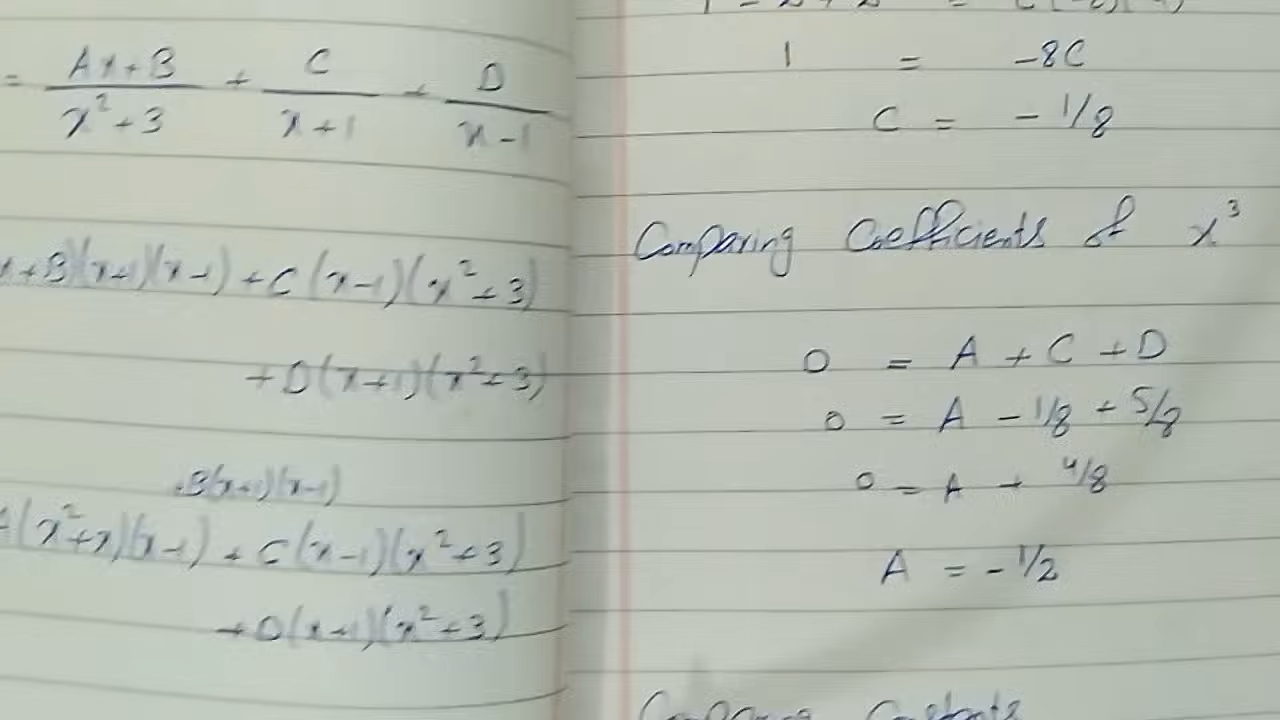 = Ax+B/x²+3 + C/x+1 + D/x-1
x+B)(x+1)(x-1) + C(x-1)(x²+3)
+D(x+1)(x²+3)
+B(x+1)(x-1)
A(x²+x)(x-1) + C(x-1)(x²+3)
+D(x+1)(x²+3)
1 = -8C
C = -1/8
Comparing Coefficients of x³
0 = A + C + D
0 = A - 1/8 + 5/8
0 = A + 4/8
A = -1/2
Comparing Constants